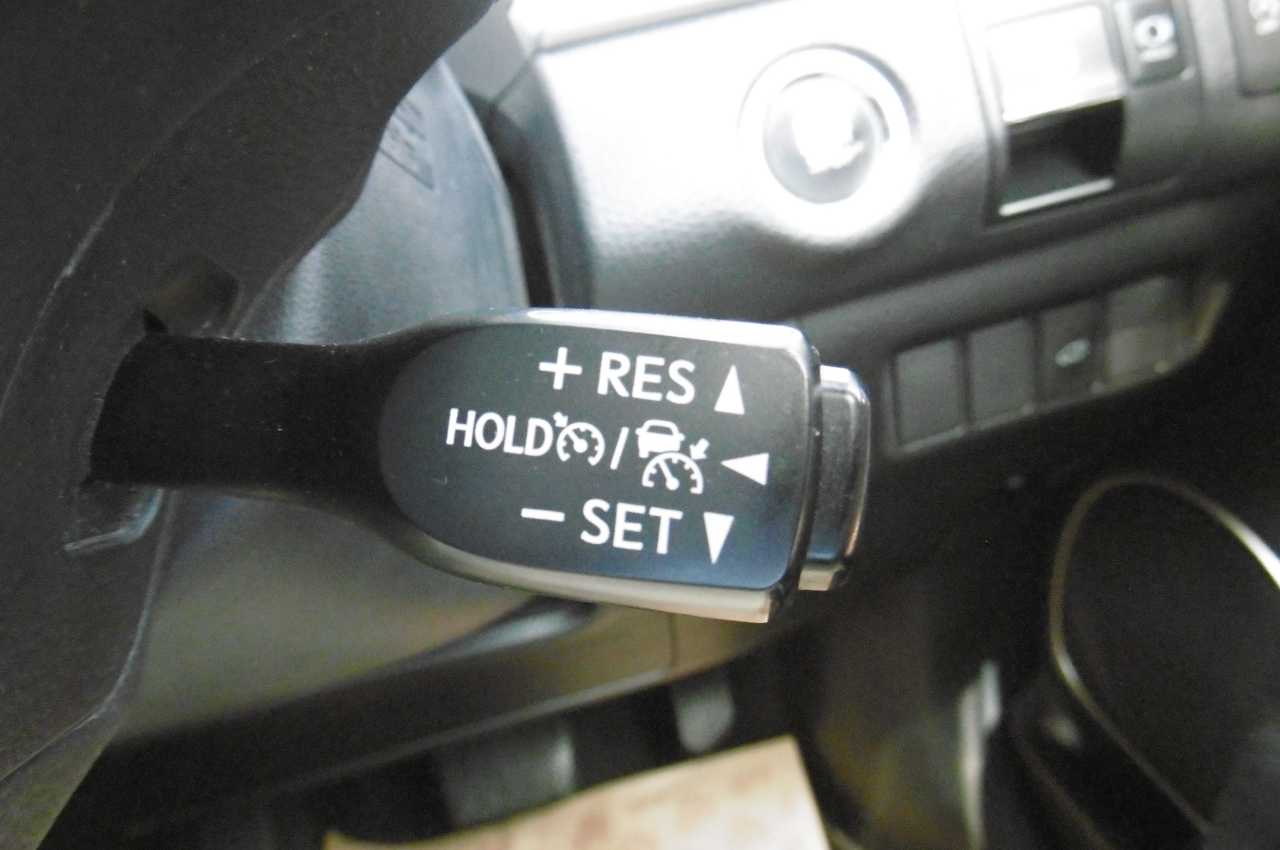 + RES ▲
HOLD / ◀
− SET ▼